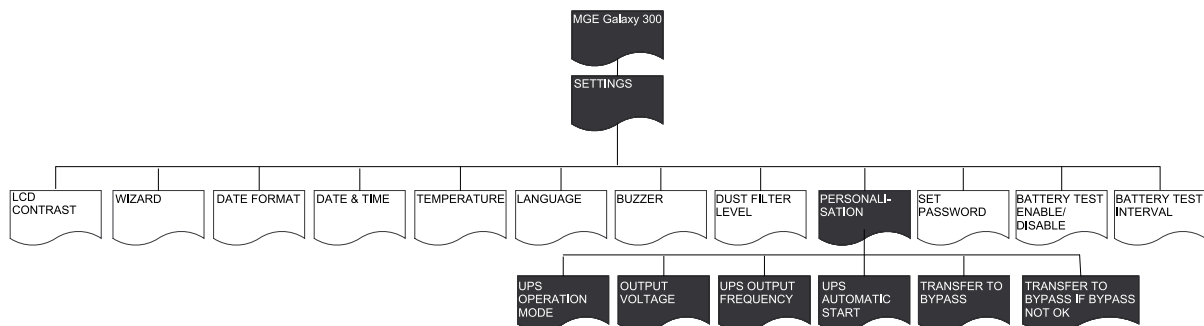 MGE Galaxy 300
SETTINGS
LCD
CONTRAST
WIZARD
DATE FORMAT
DATE & TIME
TEMPERATURE
LANGUAGE
BUZZER
DUST FILTER
LEVEL
PERSONALI-
SATION
SET
PASSWORD
BATTERY TEST
ENABLE/
DISABLE
BATTERY TEST
INTERVAL
UPS
OPERATION
MODE
OUTPUT
VOLTAGE
UPS OUTPUT
FREQUENCY
UPS
AUTOMATIC
START
TRANSFER TO
BYPASS
TRANSFER TO
BYPASS IF BYPASS
NOT OK